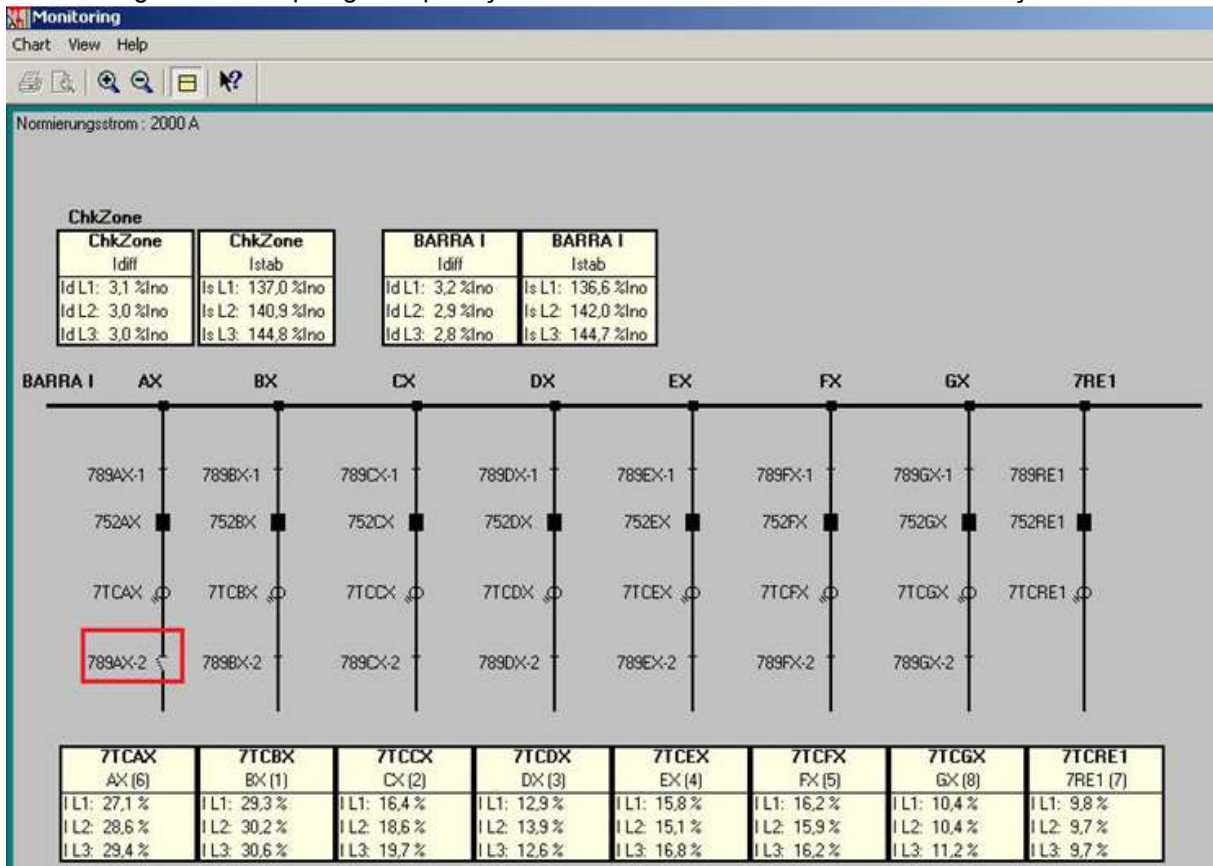 Monitoring
Chart View Help
Normierungsstrom : 2000 A
ChkZone
ChkZone ChkZone BARRA I BARRA I
Idiff Istab Idiff Istab
Id L1: 3,1 %Ino Is L1: 137,0 %Ino Id L1: 3,2 %Ino Is L1: 136,6 %Ino
Id L2: 3,0 %Ino Is L2: 140,9 %Ino Id L2: 2,9 %Ino Is L2: 142,0 %Ino
Id L3: 3,0 %Ino Is L3: 144,8 %Ino Id L3: 2,8 %Ino Is L3: 144,7 %Ino
BARRA I AX BX CX DX EX FX GX 7RE1
789AX-1 789BX-1 789CX-1 789DX-1 789EX-1 789FX-1 789GX-1 789RE1
752AX 752BX 752CX 752DX 752EX 752FX 752GX 752RE1
7TCAX 7TCBX 7TCCX 7TCDX 7TCEX 7TCFX 7TCGX 7TCRE1
789AX-2 789BX-2 789CX-2 789DX-2 789EX-2 789FX-2 789GX-2
7TCAX 7TCBX 7TCCX 7TCDX 7TCEX 7TCFX 7TCGX 7TCRE1
AX (6) BX (1) CX (2) DX (3) EX (4) FX (5) GX (8) 7RE1 (7)
I L1: 27,1 % I L1: 29,3 % I L1: 16,4 % I L1: 12,9 % I L1: 15,8 % I L1: 16,2 % I L1: 10,4 % I L1: 9,8 %
I L2: 28,6 % I L2: 30,2 % I L2: 18,6 % I L2: 13,9 % I L2: 15,1 % I L2: 15,9 % I L2: 10,4 % I L2: 9,7 %
I L3: 29,4 % I L3: 30,6 % I L3: 19,7 % I L3: 12,6 % I L3: 16,8 % I L3: 16,2 % I L3: 11,2 % I L3: 9,7 %